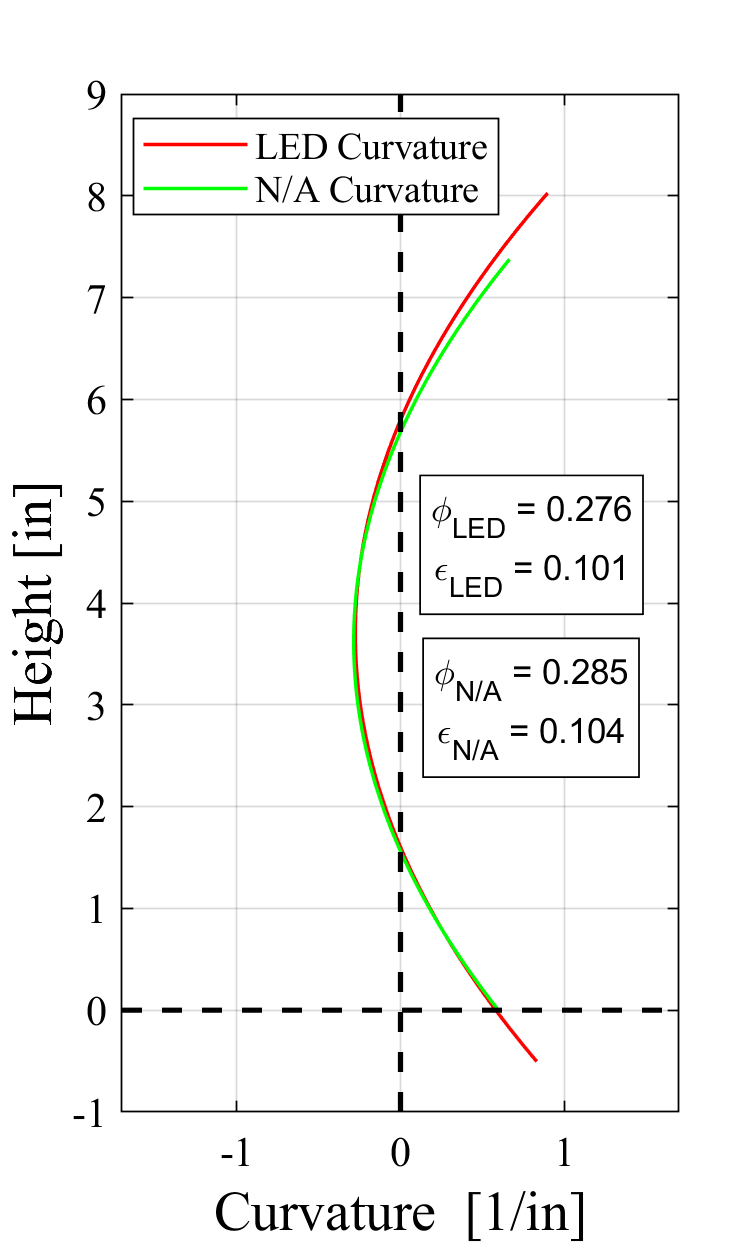 9
8
7
6
5
4
3
2
1
0
-1
LED Curvature
N/A Curvature
ϕLED = 0.276
ϵLED = 0.101
ϕN/A = 0.285
ϵN/A = 0.104
Height [in]
-1 0 1
Curvature [1/in]